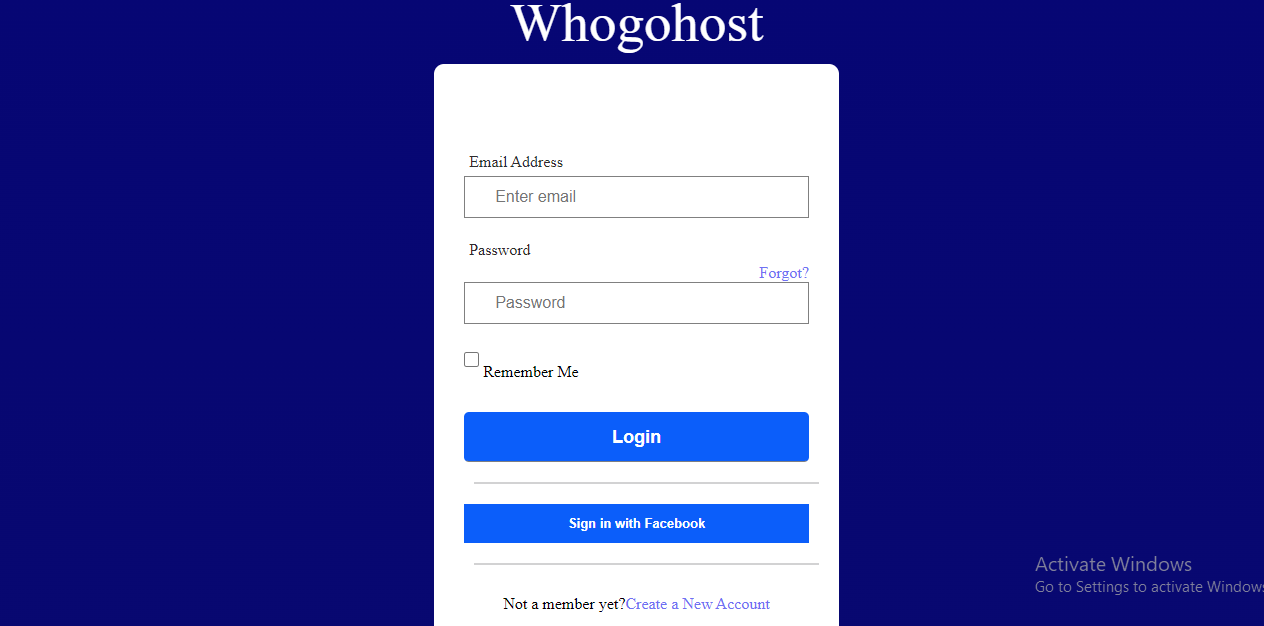 Whogohost
Email Address
Enter email
Password
Forgot?
Password
Remember Me
Login
Sign in with Facebook
Not a member yet?Create a New Account
Activate Windows
Go to Settings to activate Windows